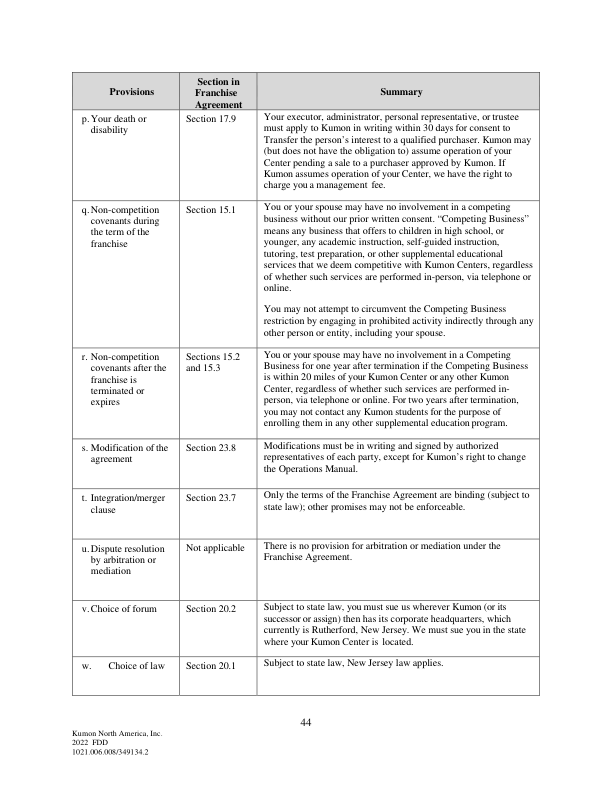 Provisions
Section in
Franchise
Agreement
Summary
p. Your death or
disability
Section 17.9
Your executor, administrator, personal representative, or trustee
must apply to Kumon in writing within 30 days for consent to
Transfer the person's interest to a qualified purchaser. Kumon may
(but does not have the obligation to) assume operation of your
Center pending a sale to a purchaser approved by Kumon. If
Kumon assumes operation of your Center, we have the right to
charge you a management fee.
q. Non-competition
covenants during
the term of the
franchise
Section 15.1
You or your spouse may have no involvement in a competing
business without our prior written consent. “Competing Business”
means any business that offers to children in high school, or
younger, any academic instruction, self-guided instruction,
tutoring, test preparation, or other supplemental educational
services that we deem competitive with Kumon Centers, regardless
of whether such services are performed in-person, via telephone or
online.
You may not attempt to circumvent the Competing Business
restriction by engaging in prohibited activity indirectly through any
other person or entity, including your spouse.
r. Non-competition
covenants after the
franchise is
terminated or
expires
Sections 15.2
and 15.3
You or your spouse may have no involvement in a Competing
Business for one year after termination if the Competing Business
is within 20 miles of your Kumon Center or any other Kumon
Center, regardless of whether such services are performed in-
person, via telephone or online. For two years after termination,
you may not contact any Kumon students for the purpose of
enrolling them in any other supplemental education program.
s. Modification of the
agreement
Section 23.8
Modifications must be in writing and signed by authorized
representatives of each party, except for Kumon's right to change
the Operations Manual.
t. Integration/merger
clause
Section 23.7
Only the terms of the Franchise Agreement are binding (subject to
state law); other promises may not be enforceable.
u. Dispute resolution
by arbitration or
mediation
Not applicable
There is no provision for arbitration or mediation under the
Franchise Agreement.
v. Choice of forum
Section 20.2
Subject to state law, you must sue us wherever Kumon (or its
successor or assign) then has its corporate headquarters, which
currently is Rutherford, New Jersey. We must sue you in the state
where your Kumon Center is located.
w. Choice of law
Section 20.1
Subject to state law, New Jersey law applies.
44
Kumon North America, Inc.
2022 FDD
1021.006.008/349134.2